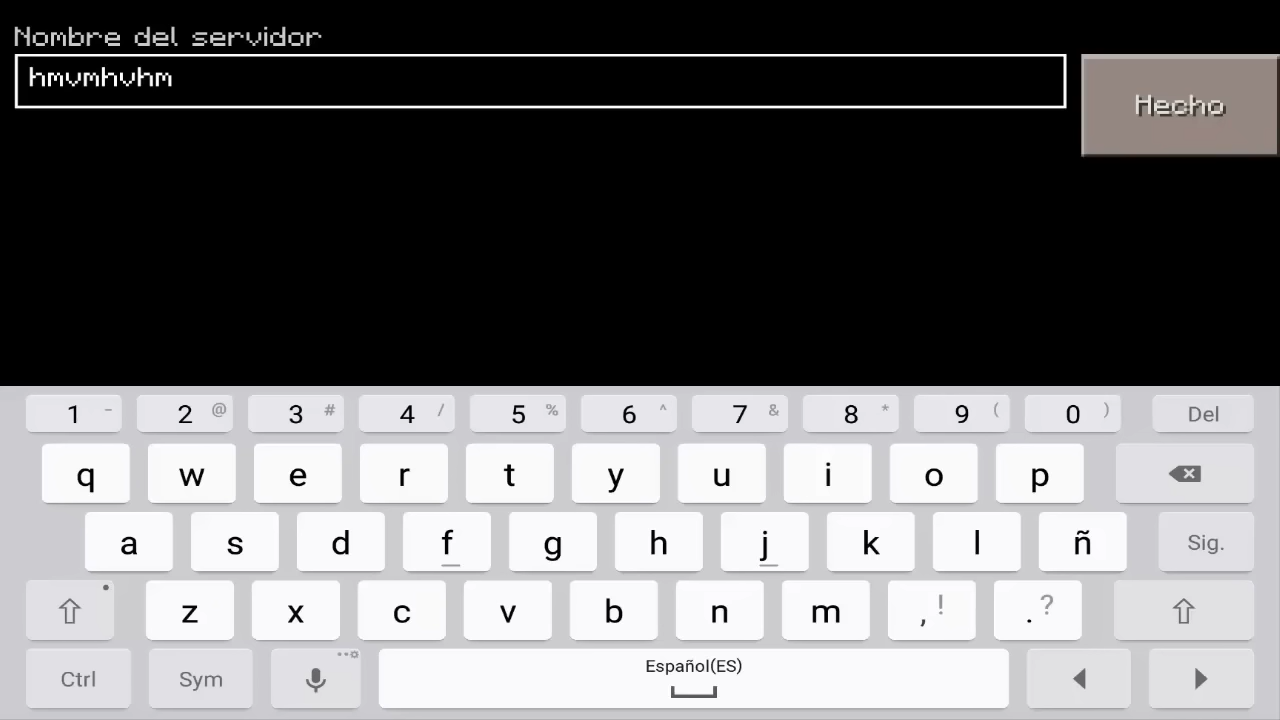 Nombre del servidor
hmvmhvhm
Hecho
1 - 2 @ 3 # 4 / 5 % 6 ^ 7 & 8 * 9 ( 0 ) Del
q w e r t y u i o p
a s d f g h j k l ñ Sig.
z x c v b n m , ! . ?
Ctrl Sym Español(ES)